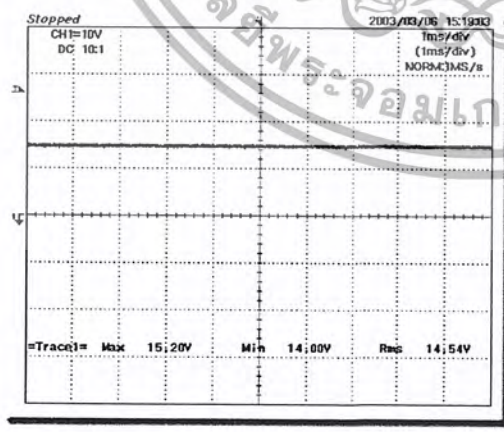 Stopped 2003/03/06 15:19:03
CH1=10V 1ms/div
DC 10:1 (1ms/div)
NORM:1MS/s
=Trace1= Max 15.20V Min 14.00V Rms 14.54V